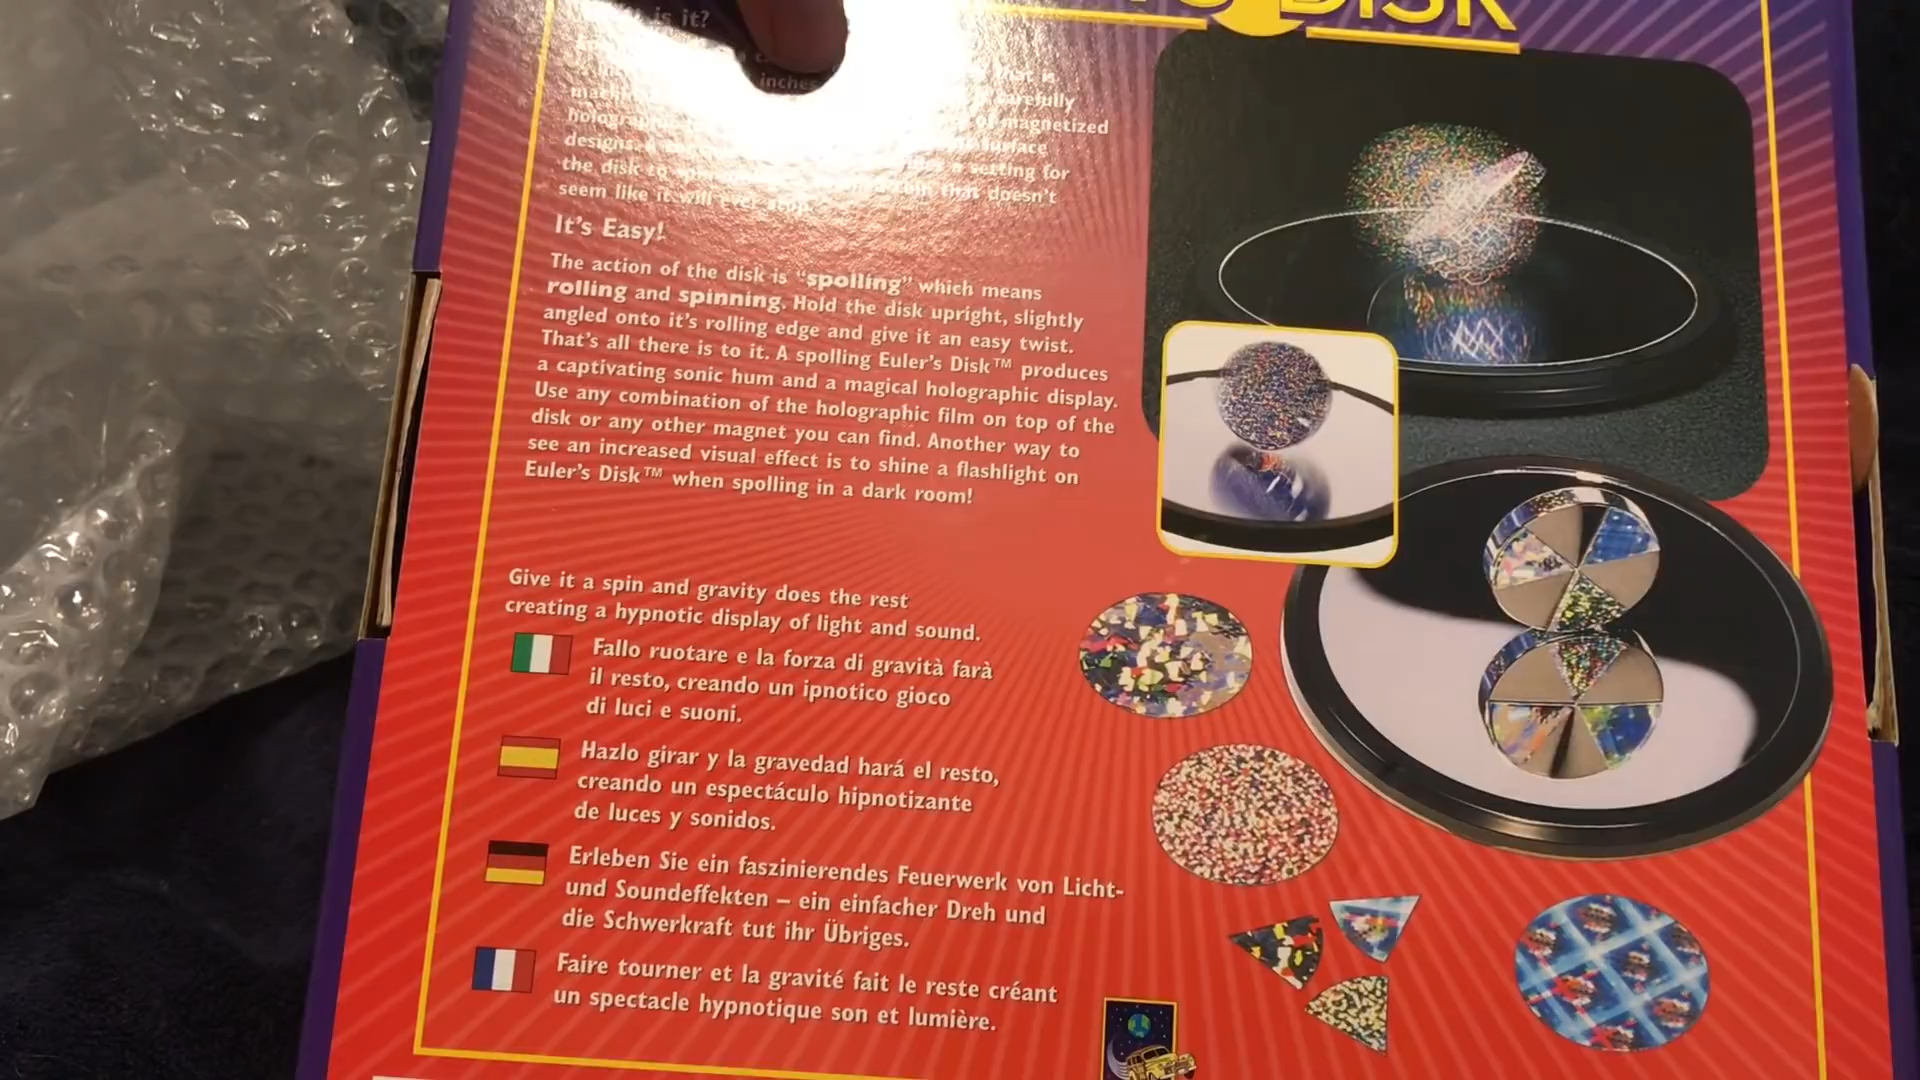 DISK
is it?
inches
that is
carefully
of magnetized
designs. surface
the disk to a setting for
that doesn't
seem like it will ever stop.
It's Easy!
The action of the disk is “spolling” which means
rolling and spinning. Hold the disk upright, slightly
angled onto it's rolling edge and give it an easy twist.
That's all there is to it. A spolling Euler's Disk™ produces
a captivating sonic hum and a magical holographic display.
Use any combination of the holographic film on top of the
disk or any other magnet you can find. Another way to
see an increased visual effect is to shine a flashlight on
Euler's Disk™ when spolling in a dark room!
Give it a spin and gravity does the rest
creating a hypnotic display of light and sound.
Fallo ruotare e la forza di gravità farà
il resto, creando un ipnotico gioco
di luci e suoni.
Hazlo girar y la gravedad hará el resto,
creando un espectáculo hipnotizante
de luces y sonidos.
Erleben Sie ein faszinierendes Feuerwerk von Licht-
und Soundeffekten – ein einfacher Dreh und
die Schwerkraft tut ihr Übriges.
Faire tourner et la gravité fait le reste créant
un spectacle hypnotique son et lumière.